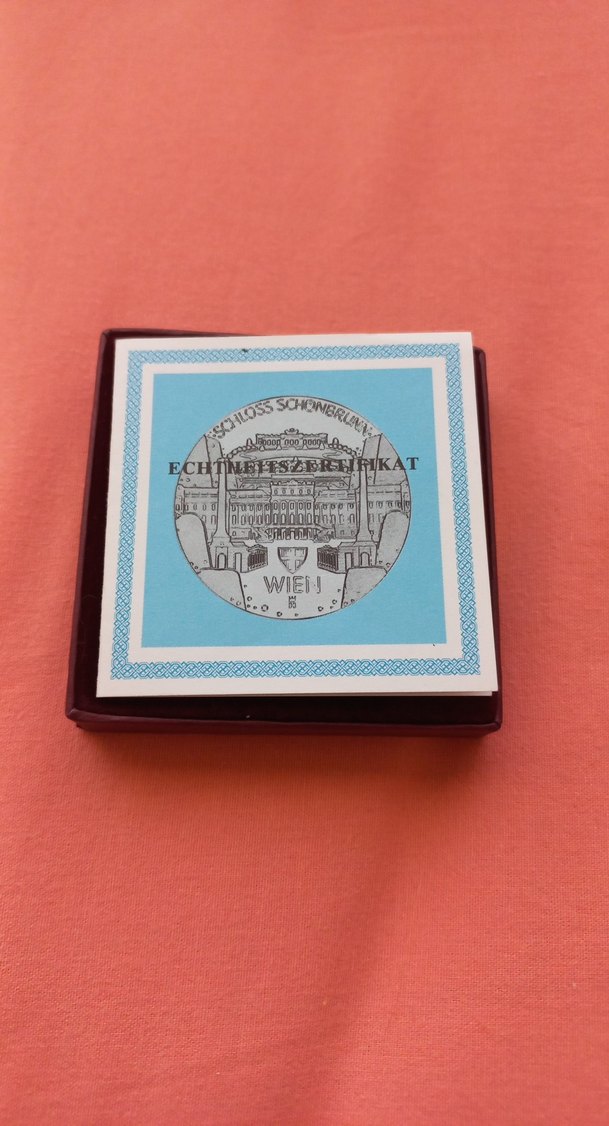 SCHLOSS SCHÖNBRUNN
ECHTHEITSZERTIFIKAT
WIEN